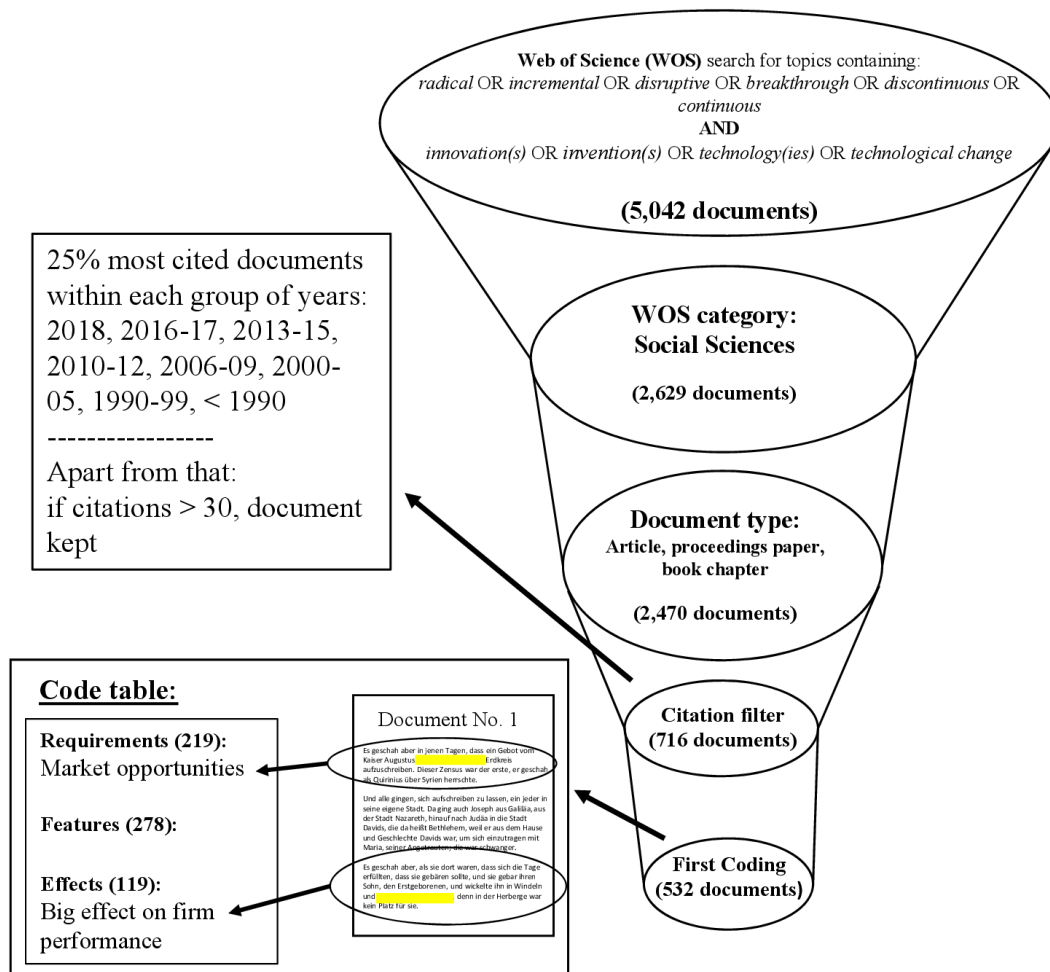 Web of Science (WOS) search for topics containing:
radical OR incremental OR disruptive OR breakthrough OR discontinuous OR
continuous
AND
innovation(s) OR invention(s) OR technology(ies) OR technological change
(5,042 documents)
25% most cited documents
within each group of years:
2018, 2016-17, 2013-15,
2010-12, 2006-09, 2000-
05, 1990-99, < 1990
-----------------
Apart from that:
if citations > 30, document
kept
WOS category:
Social Sciences
(2,629 documents)
Document type:
Article, proceedings paper,
book chapter
(2,470 documents)
Citation filter
(716 documents)
First Coding
(532 documents)
Code table:
Requirements (219):
Market opportunities
Features (278):
Effects (119):
Big effect on firm
performance
Document No. 1
Es geschah aber in jenen Tagen, dass ein Gebot vom
Kaiser Augustus Erdkreis
aufzuschreiben. Dieser Zensus war der erste, er geschah
als Quirinius über Syrien herrschte.
Und alle gingen, sich aufschreiben zu lassen, ein jeder in
seine eigene Stadt. Da ging auch Joseph aus Galiläa, aus
der Stadt Nazareth, hinauf nach Judäa in die Stadt
Davids, die da heißt Bethlehem, weil er aus dem Hause
und Geschlechte Davids war, um sich einzutragen mit
Maria, seiner Angetrauten; die war schwanger.
Es geschah aber, als sie dort waren, dass sich die Tage
erfüllten, dass sie gebären sollte, und sie gebar ihren
Sohn, den Erstgeborenen, und wickelte ihn in Windeln
und denn in der Herberge war
kein Platz für sie.